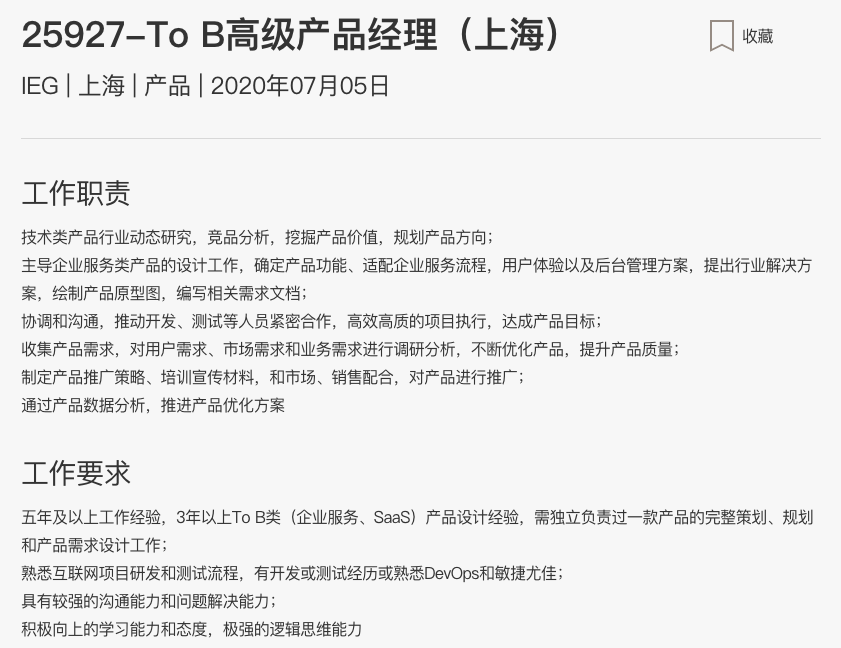 25927-To B高级产品经理（上海）
收藏
IEG | 上海 | 产品 | 2020年07月05日
工作职责
技术类产品行业动态研究，竞品分析，挖掘产品价值，规划产品方向；
主导企业服务类产品的设计工作，确定产品功能、适配企业服务流程，用户体验以及后台管理方案，提出行业解决方
案，绘制产品原型图，编写相关需求文档；
协调和沟通，推动开发、测试等人员紧密合作，高效高质的项目执行，达成产品目标；
收集产品需求，对用户需求、市场需求和业务需求进行调研分析，不断优化产品，提升产品质量；
制定产品推广策略、培训宣传材料，和市场、销售配合，对产品进行推广；
通过产品数据分析，推进产品优化方案
工作要求
五年及以上工作经验，3年以上To B类（企业服务、SaaS）产品设计经验，需独立负责过一款产品的完整策划、规划
和产品需求设计工作；
熟悉互联网项目研发和测试流程，有开发或测试经历或熟悉DevOps和敏捷尤佳；
具有较强的沟通能力和问题解决能力；
积极向上的学习能力和态度，极强的逻辑思维能力